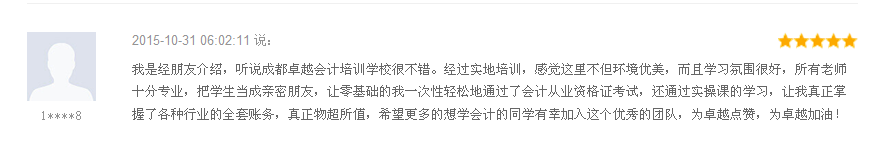 2015-10-31 06:02:11 说：
我是经朋友介绍，听说成都卓越会计培训学校很不错。经过实地培训，感觉这里不但环境优美，而且学习氛围很好，所有老师
十分专业，把学生当成亲密朋友，让零基础的我一次性轻松地通过了会计从业资格证考试，还通过实操课的学习，让我真正掌
握了各种行业的全套账务，真正物超所值，希望更多的想学会计的同学有幸加入这个优秀的团队，为卓越点赞，为卓越加油！
1****8